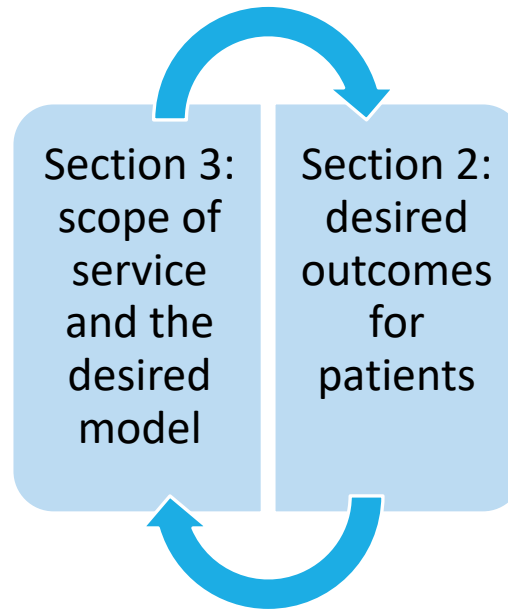 Section 3:
scope of
service
and the
desired
model
Section 2:
desired
outcomes
for
patients